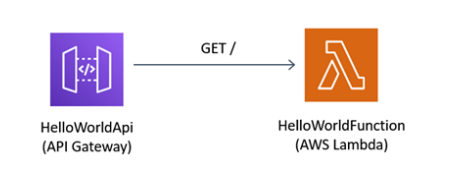 GET /
</>
HelloWorldApi
(API Gateway)
HelloWorldFunction
(AWS Lambda)